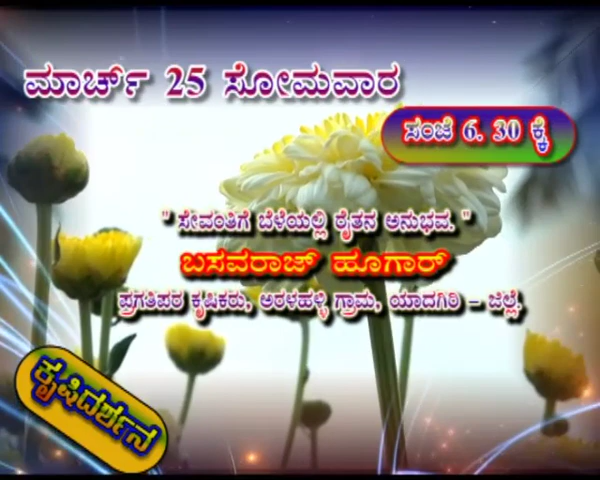 ಮಾರ್ಚ್ 25 ಸೋಮವಾರ
ಸಂಜೆ 6. 30 ಕ್ಕೆ
" ಸೇವಂತಿಗೆ ಬೆಳೆಯಲ್ಲಿ ರೈತನ ಅನುಭವ. "
ಬಸವರಾಜ್ ಹೂಗಾರ್
ಪ್ರಗತಿಪರ ಕೃಷಿಕರು, ಅರಳಹಳ್ಳಿ ಗ್ರಾಮ, ಯಾದಗಿರಿ – ಜಿಲ್ಲೆ.
ಕೃಷಿದರ್ಶನ